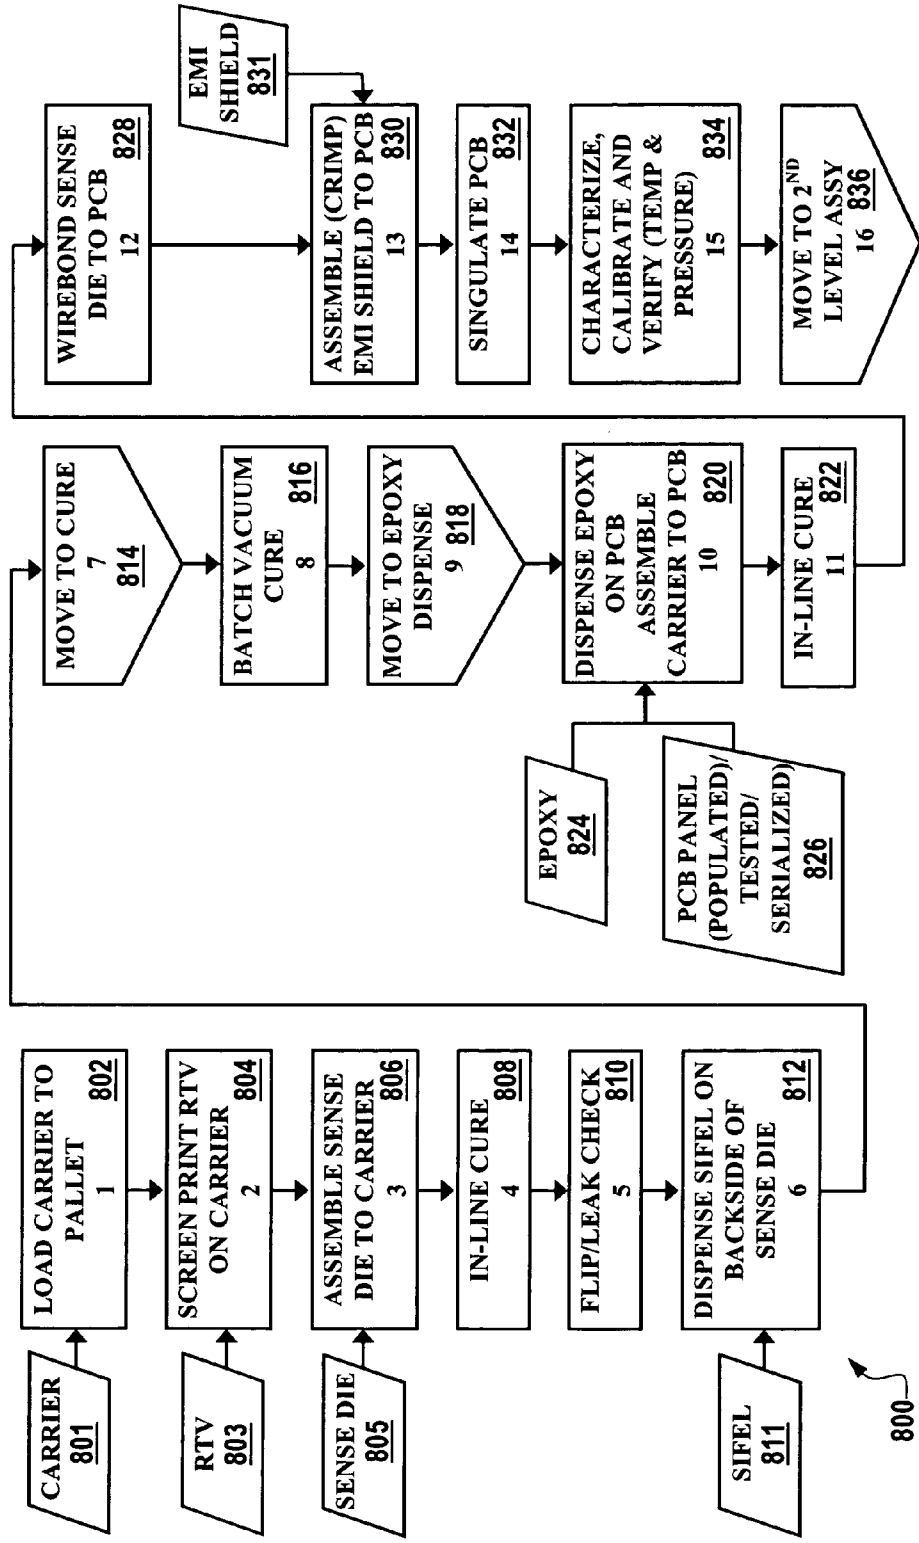 CARRIER
801
LOAD CARRIER TO
PALLET
1
802
RTV
803
SCREEN PRINT RTV
ON CARRIER
2
804
SENSE DIE
805
ASSEMBLE SENSE
DIE TO CARRIER
3
806
IN-LINE CURE
4
808
FLIP/LEAK CHECK
5
810
SIFEL
811
DISPENSE SIFEL ON
BACKSIDE OF
SENSE DIE
6
812
MOVE TO CURE
7
814
BATCH VACUUM
CURE
8
816
MOVE TO EPOXY
DISPENSE
9
818
EPOXY
824
PCB PANEL
(POPULATED)/
TESTED/
SERIALIZED)
826
DISPENSE EPOXY
ON PCB
ASSEMBLE
CARRIER TO PCB
10
820
IN-LINE CURE
11
822
WIREBOND SENSE
DIE TO PCB
12
828
EMI
SHIELD
831
ASSEMBLE (CRIMP)
EMI SHIELD TO PCB
13
830
SINGULATE PCB
14
832
CHARACTERIZE,
CALIBRATE AND
VERIFY (TEMP &
PRESSURE)
15
834
MOVE TO 2ND
LEVEL ASSY
16
836
800